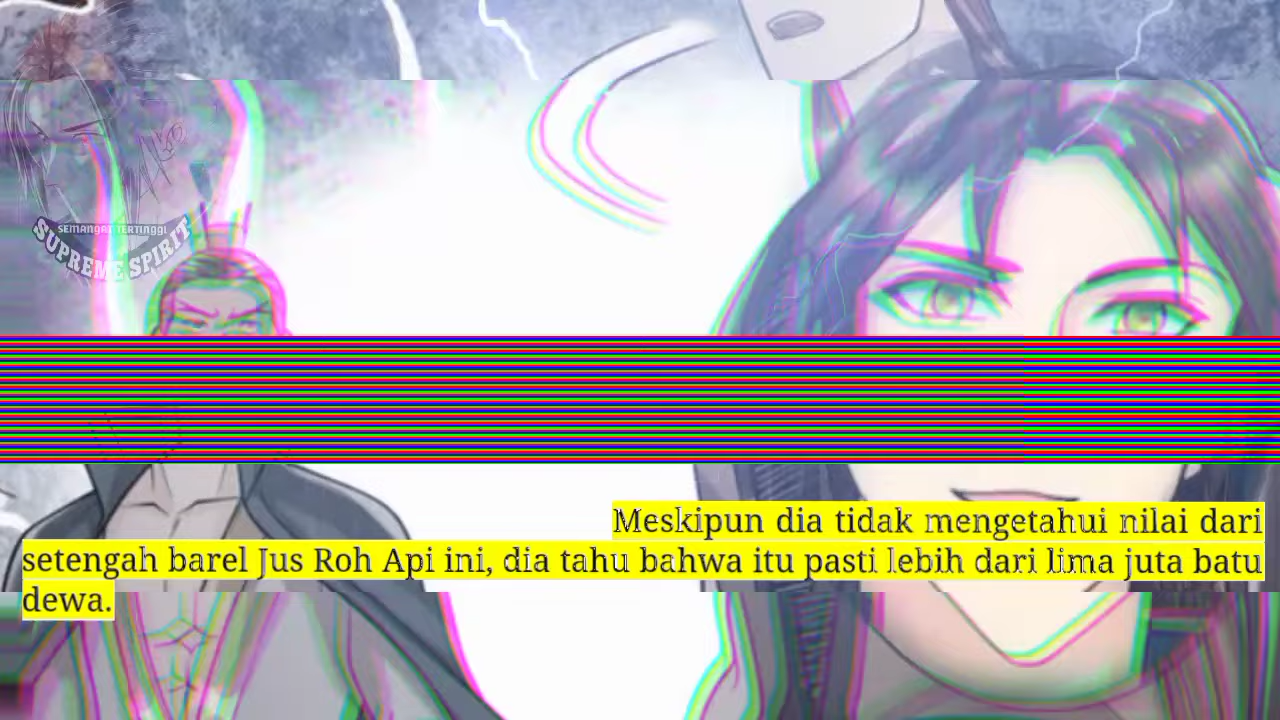 SEMANGAT TERTINGGI
SUPREME SPIRIT
Meskipun dia tidak mengetahui nilai dari
setengah barel Jus Roh Api ini, dia tahu bahwa itu pasti lebih dari lima juta batu
dewa.